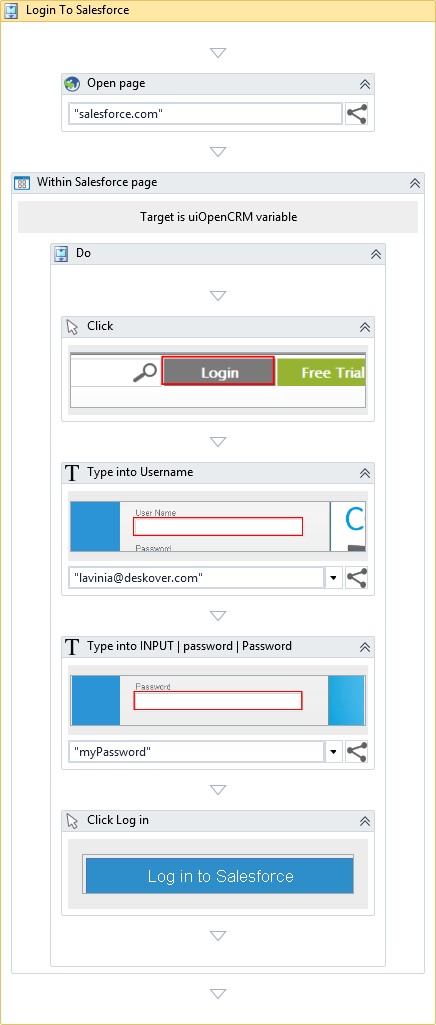 Login To Salesforce
Open page
"salesforce.com"
Within Salesforce page
Target is uiOpenCRM variable
Do
Click
Login
Free Trial
T Type into Username
User Name
C
Password
"lavinia@deskover.com"
T Type into INPUT | password | Password
Password
"myPassword"
Click Log in
Log in to Salesforce